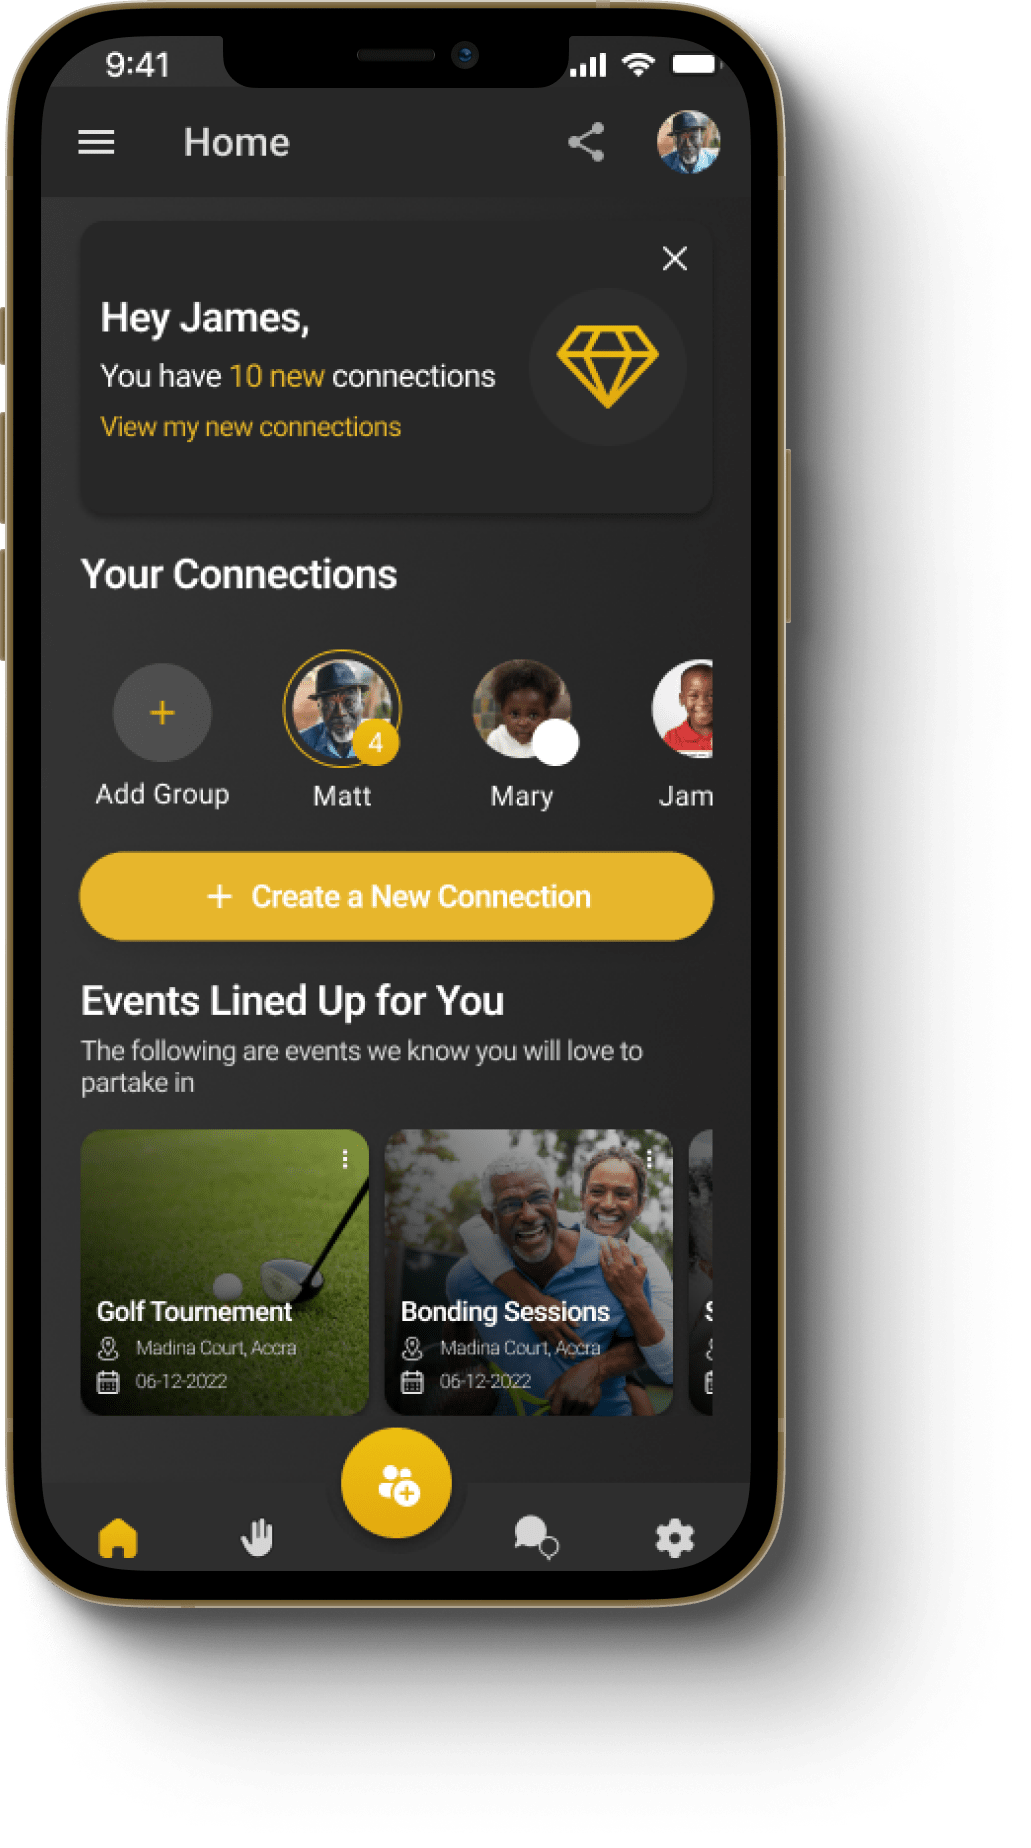 9:41
Home
Hey James,
You have 10 new connections
View my new connections
Your Connections
4
Add Group
Matt
Mary
Jam
+ Create a New Connection
Events Lined Up for You
The following are events we know you will love to
partake in
Golf Tournement
Madina Court, Accra
06-12-2022
Bonding Sessions
Madina Court, Accra
06-12-2022